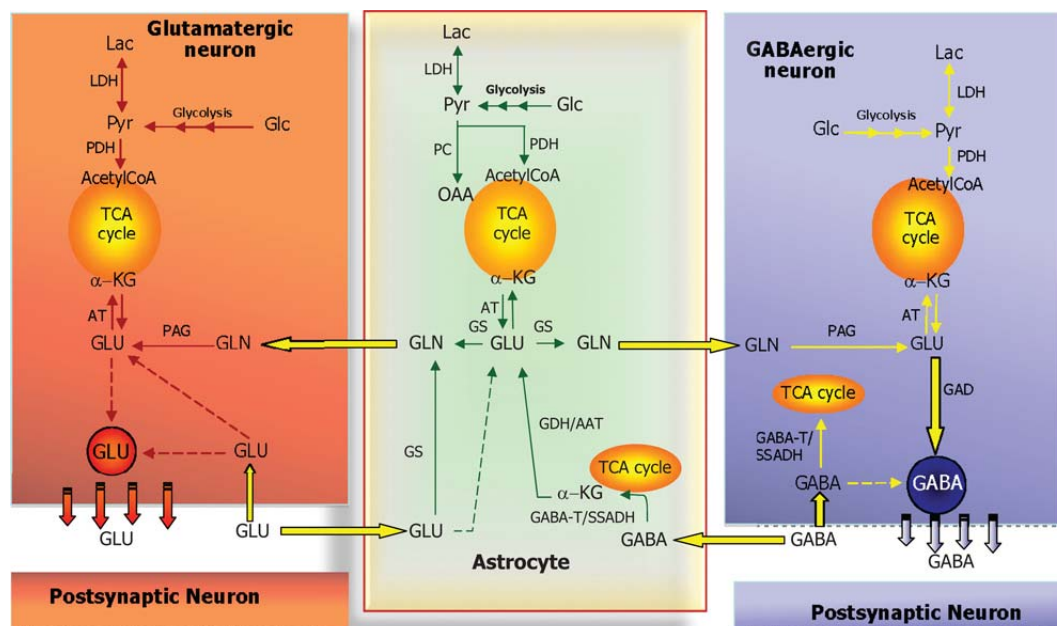 Glutamatergic
neuron
Lac
LDH
Glycolysis
Pyr
Glc
PDH
AcetylCoA
TCA
cycle
α–KG
AT
PAG
GLU
GLN
GLU
GLU
GLU
GLU
Postsynaptic Neuron
Lac
LDH
Glycolysis
Pyr
Glc
PC
PDH
AcetylCoA
OAA
TCA
cycle
α–KG
AT
GS
GS
GLN
GLU
GLN
GDH/AAT
GS
TCA cycle
α–KG
GABA-T/SSADH
GLU
GABA
Astrocyte
GABAergic
neuron
Lac
LDH
Glycolysis
Glc
Pyr
PDH
AcetylCoA
TCA
cycle
α–KG
AT
PAG
GLN
GLU
TCA cycle
GAD
GABA-T/
SSADH
GABA
GABA
GABA
GABA
Postsynaptic Neuron